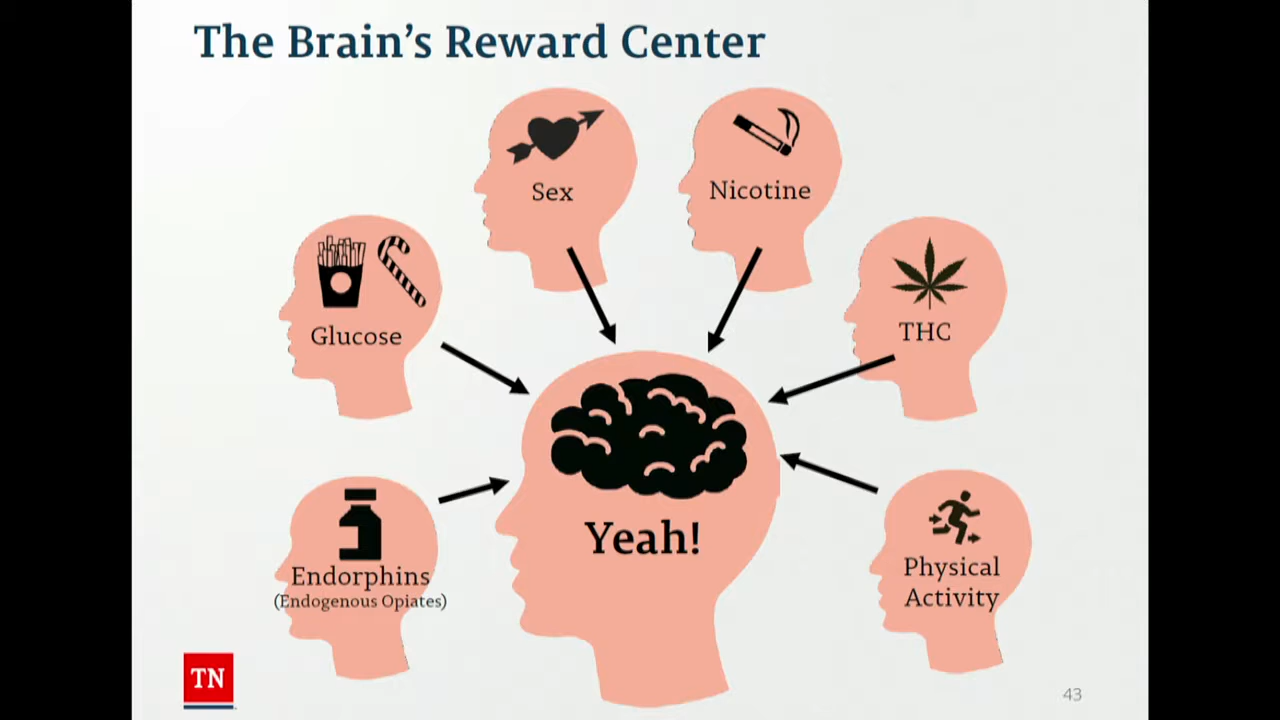 The Brain's Reward Center
Sex
Nicotine
Glucose
THC
Endorphins
(Endogenous Opiates)
Yeah!
Physical
Activity
TN
43